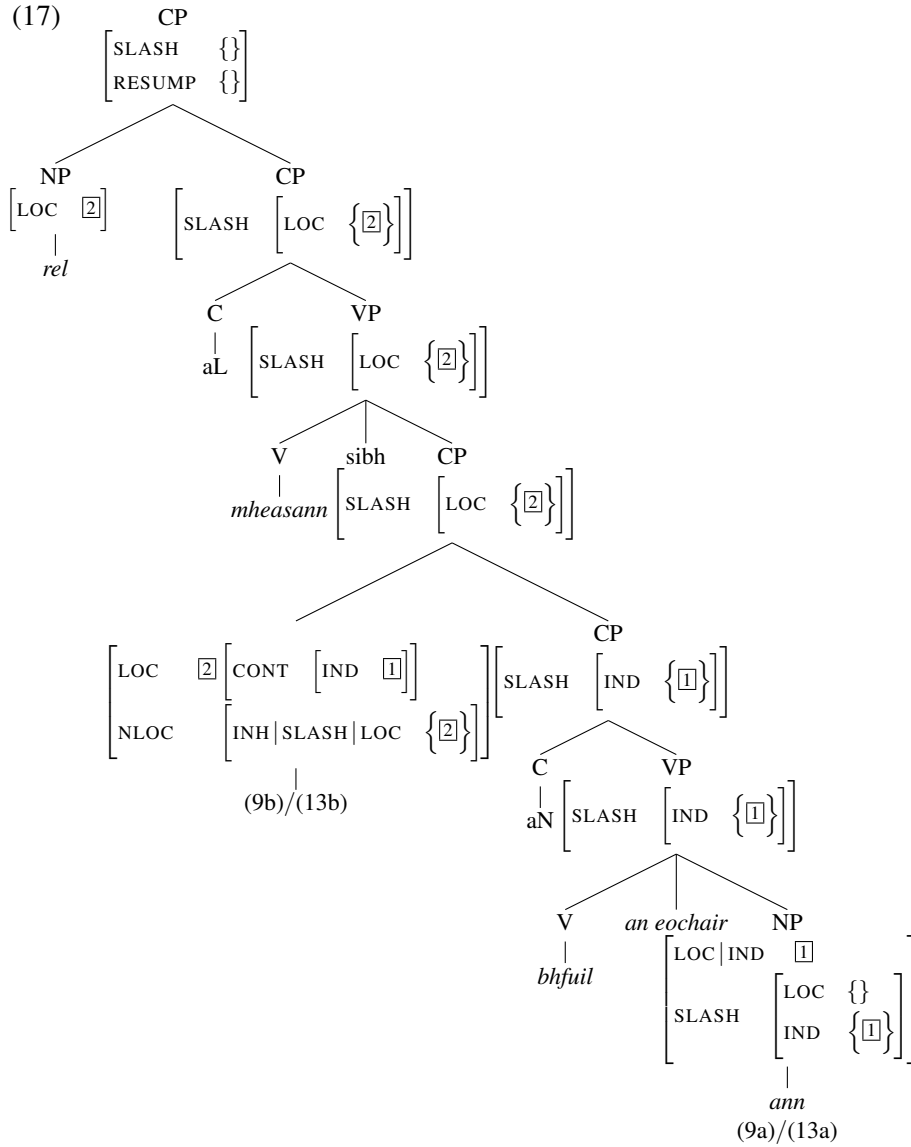 (17) CP
[SLASH {}]
[RESUMP {}]
NP CP
[LOC 2] [SLASH [LOC {2}]]
rel
C VP
aL [SLASH [LOC {2}]]
V sibh CP
mheasann [SLASH [LOC {2}]]
CP
[LOC 2 [CONT [IND 1]]] [SLASH [IND {1}]]
[NLOC [INH|SLASH|LOC {2}]]
C VP
(9b)/(13b) aN [SLASH [IND {1}]]
V an eochair NP
bhfuil [LOC|IND 1]
[SLASH [LOC {}]
[IND {1}]]
ann
(9a)/(13a)